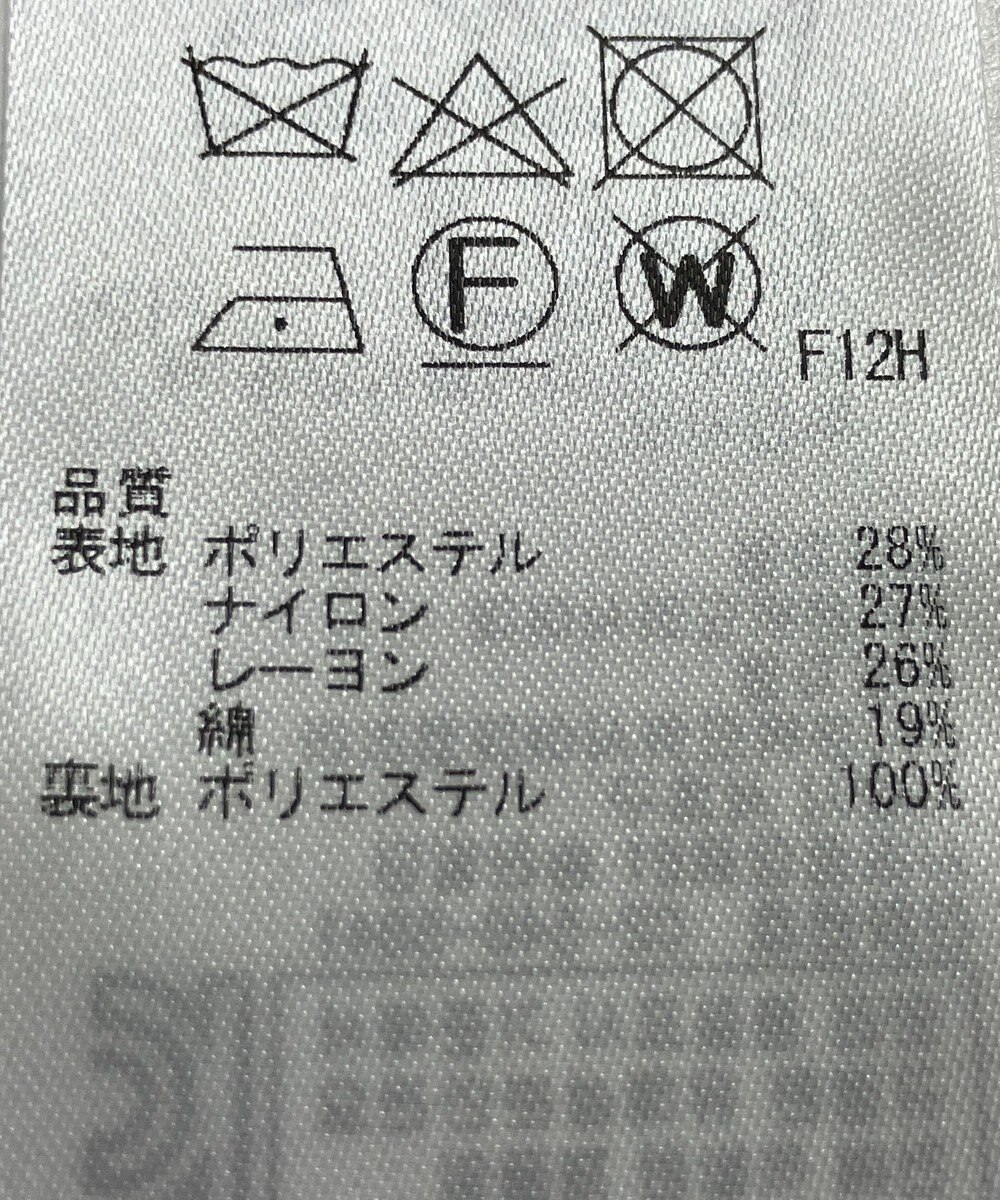 F W
F12H
品質
表地 ポリエステル 28%
ナイロン 27%
レーヨン 26%
綿 19%
裏地 ポリエステル 100%